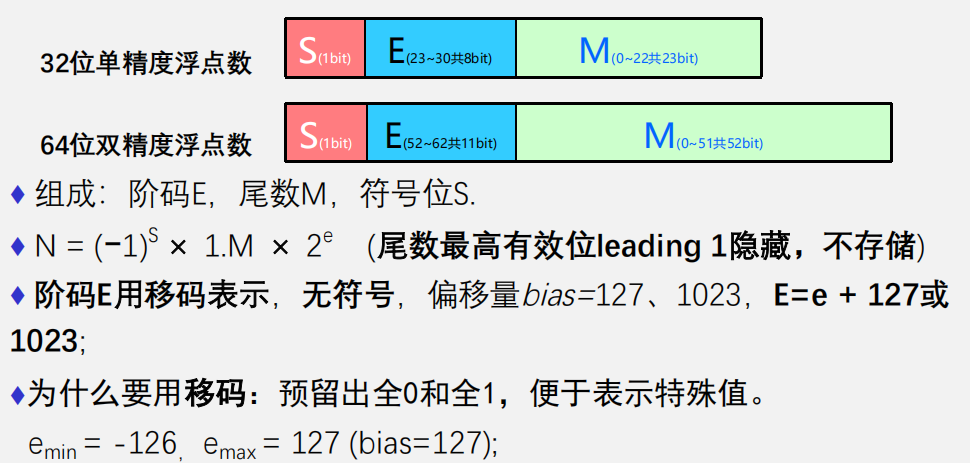 32位单精度浮点数 S(1bit) E(23~30共8bit) M(0~22共23bit)
64位双精度浮点数 S(1bit) E(52~62共11bit) M(0~51共52bit)
♦ 组成：阶码E，尾数M，符号位S.
♦ N = (−1)^S × 1.M × 2^e (尾数最高有效位leading 1隐藏，不存储)
♦ 阶码E用移码表示，无符号，偏移量bias=127、1023，E=e + 127或
1023;
♦为什么要用移码：预留出全0和全1，便于表示特殊值。
e_min = -126, e_max = 127 (bias=127);